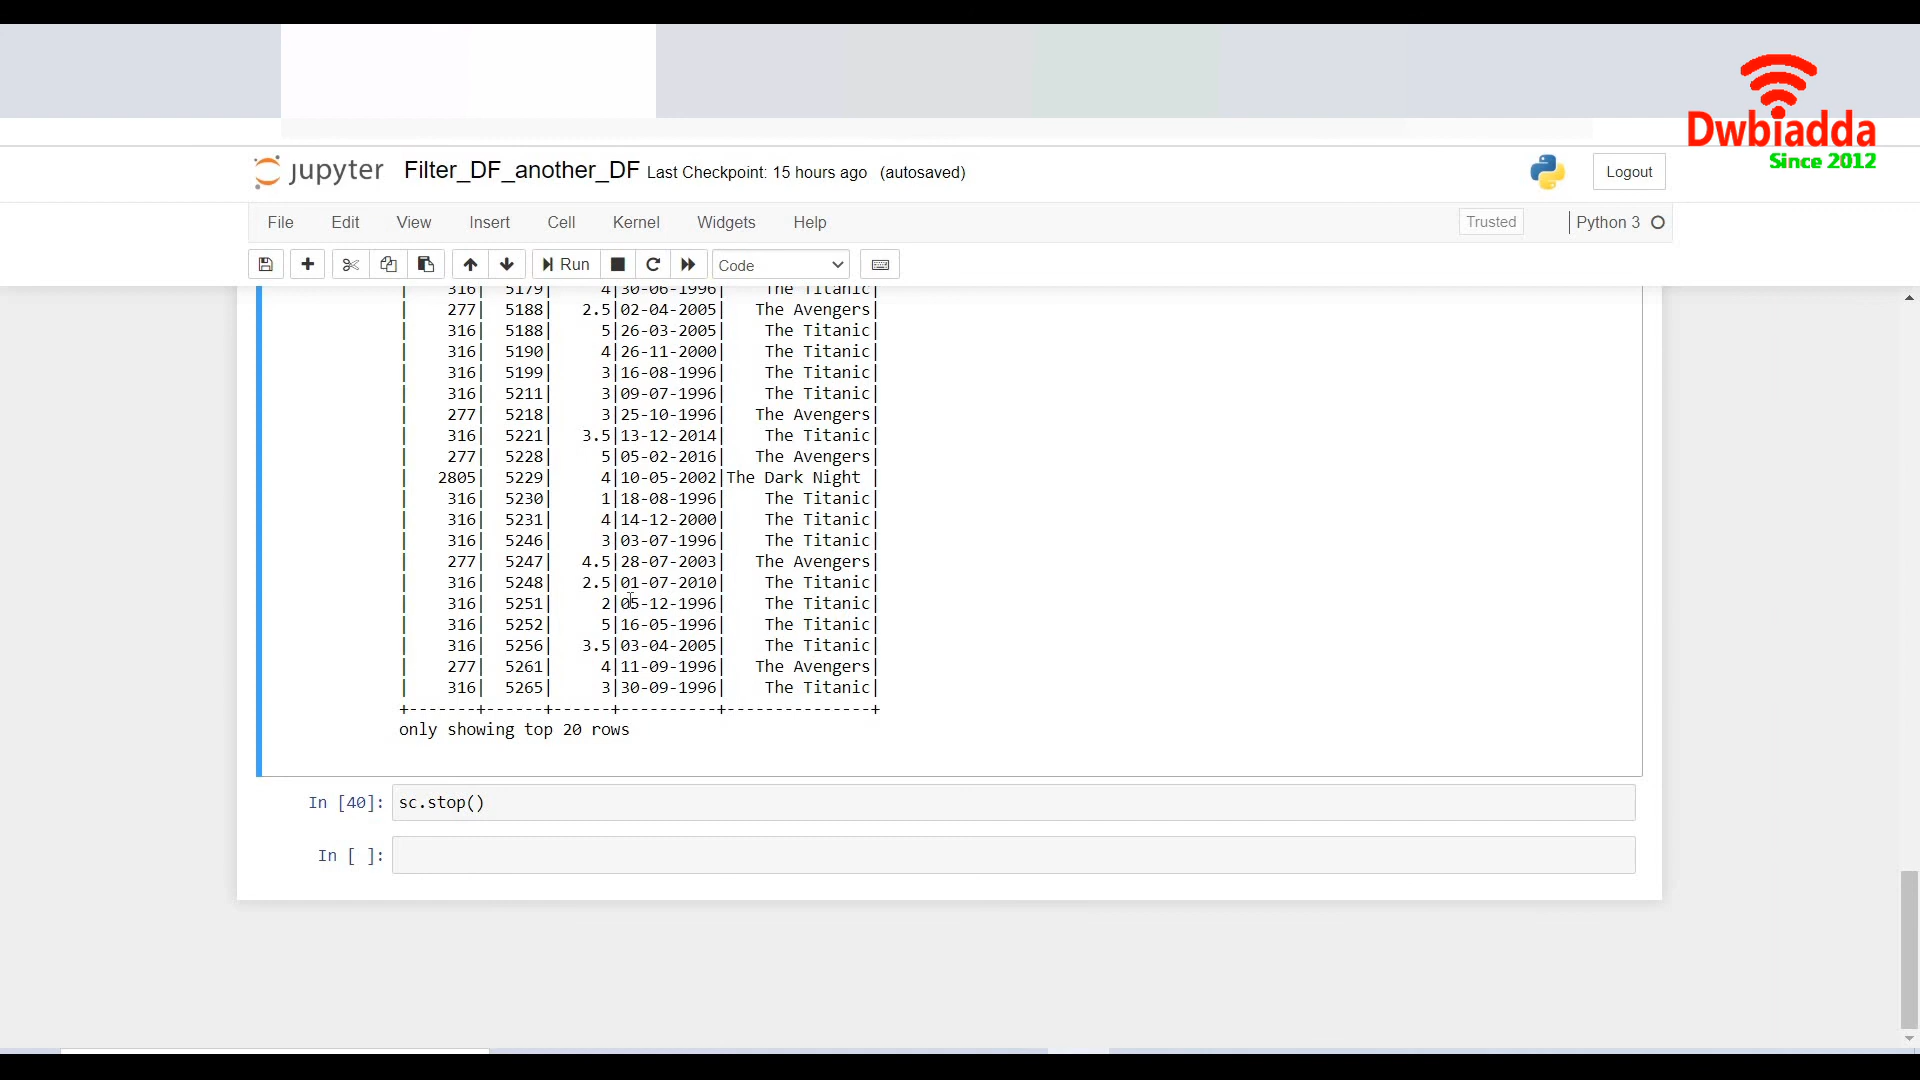 Dwbiadda
Since 2012
jupyter Filter_DF_another_DF Last Checkpoint: 15 hours ago (autosaved)
Logout
File Edit View Insert Cell Kernel Widgets Help
Trusted
Python 3
Run
Code
| 316| 5179| 4|30-06-1996| The Titanic|
| 277| 5188| 2.5|02-04-2005| The Avengers|
| 316| 5188| 5|26-03-2005| The Titanic|
| 316| 5190| 4|26-11-2000| The Titanic|
| 316| 5199| 3|16-08-1996| The Titanic|
| 316| 5211| 3|09-07-1996| The Titanic|
| 277| 5218| 3|25-10-1996| The Avengers|
| 316| 5221| 3.5|13-12-2014| The Titanic|
| 277| 5228| 5|05-02-2016| The Avengers|
| 2805| 5229| 4|10-05-2002|The Dark Night |
| 316| 5230| 1|18-08-1996| The Titanic|
| 316| 5231| 4|14-12-2000| The Titanic|
| 316| 5246| 3|03-07-1996| The Titanic|
| 277| 5247| 4.5|28-07-2003| The Avengers|
| 316| 5248| 2.5|01-07-2010| The Titanic|
| 316| 5251| 2|05-12-1996| The Titanic|
| 316| 5252| 5|16-05-1996| The Titanic|
| 316| 5256| 3.5|03-04-2005| The Titanic|
| 277| 5261| 4|11-09-1996| The Avengers|
| 316| 5265| 3|30-09-1996| The Titanic|
+-------+------+------+----------+---------------+
only showing top 20 rows
In [40]: sc.stop()
In [ ]: